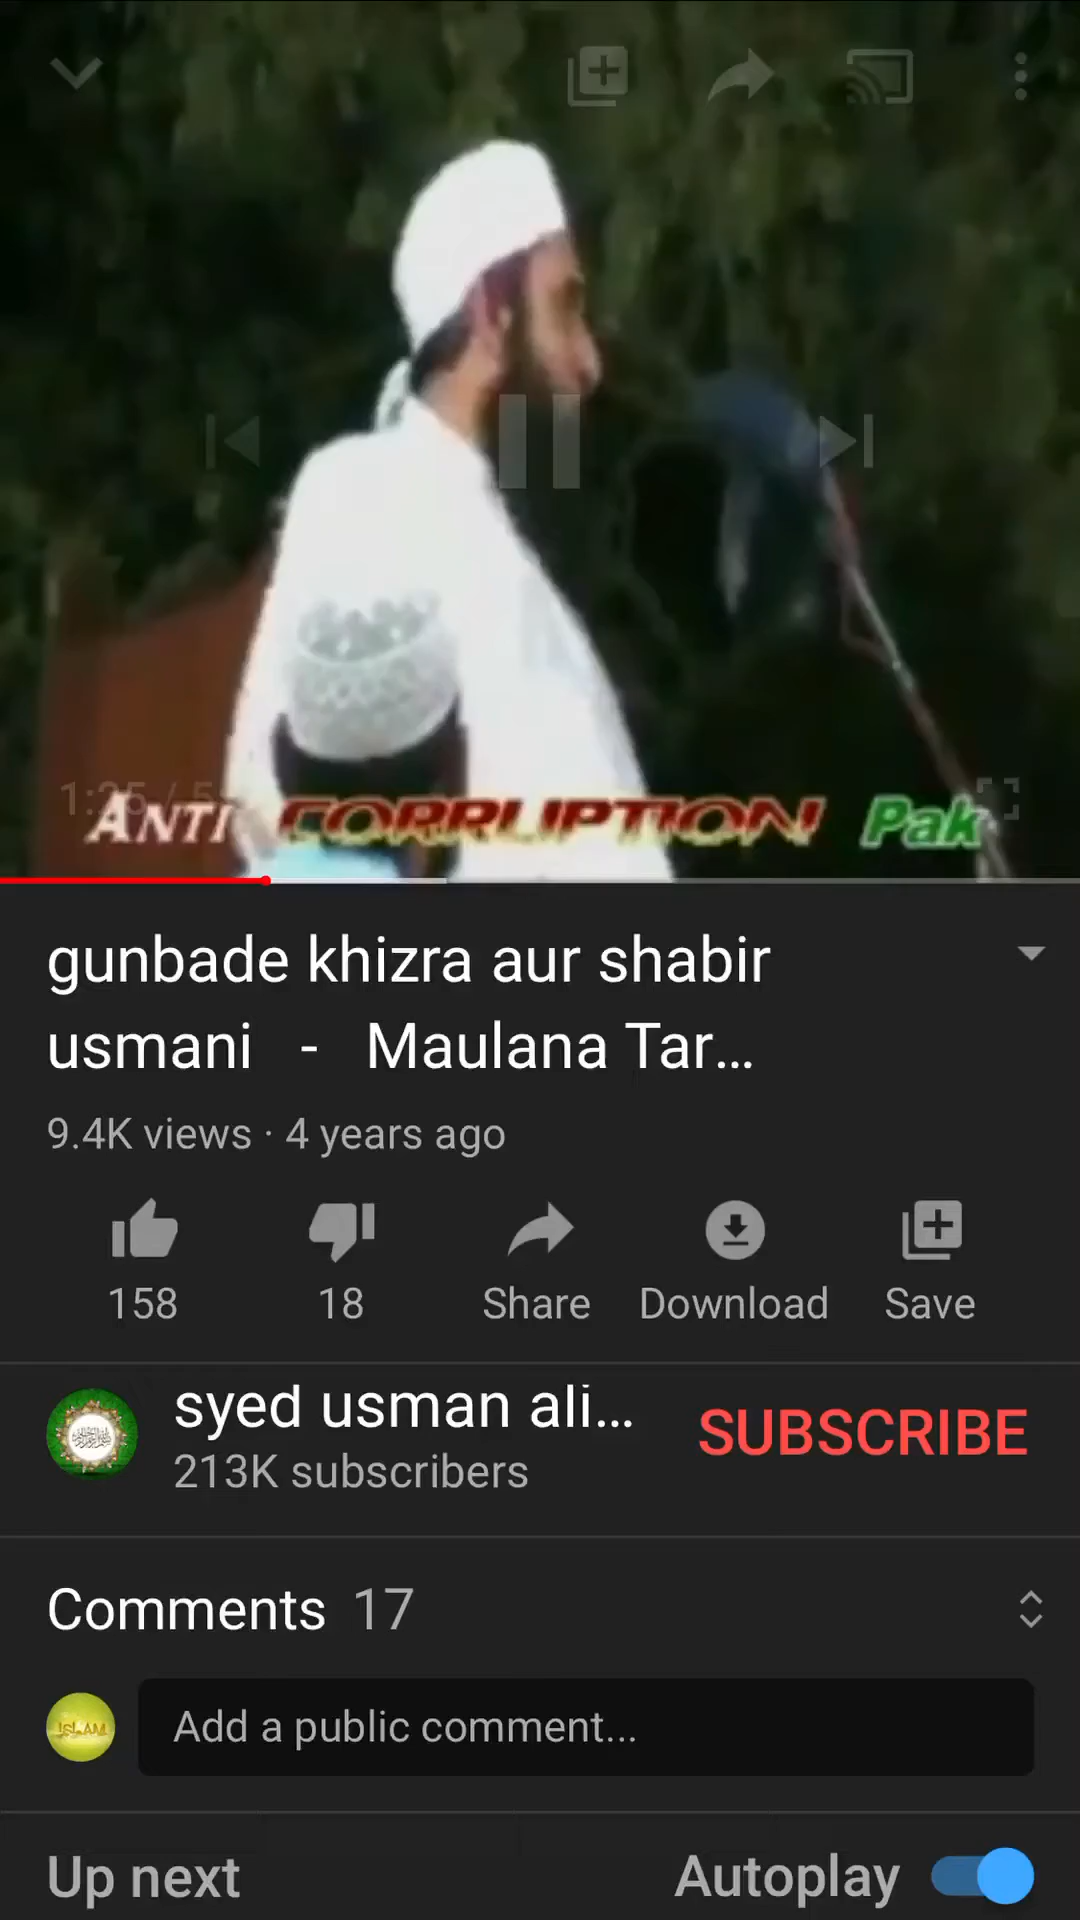 ANTI CORRUPTION Pak
gunbade khizra aur shabir
usmani - Maulana Tar...
9.4K views · 4 years ago
158
18
Share
Download
Save
syed usman ali...
SUBSCRIBE
213K subscribers
Comments 17
ISLAM
Add a public comment...
Up next
Autoplay